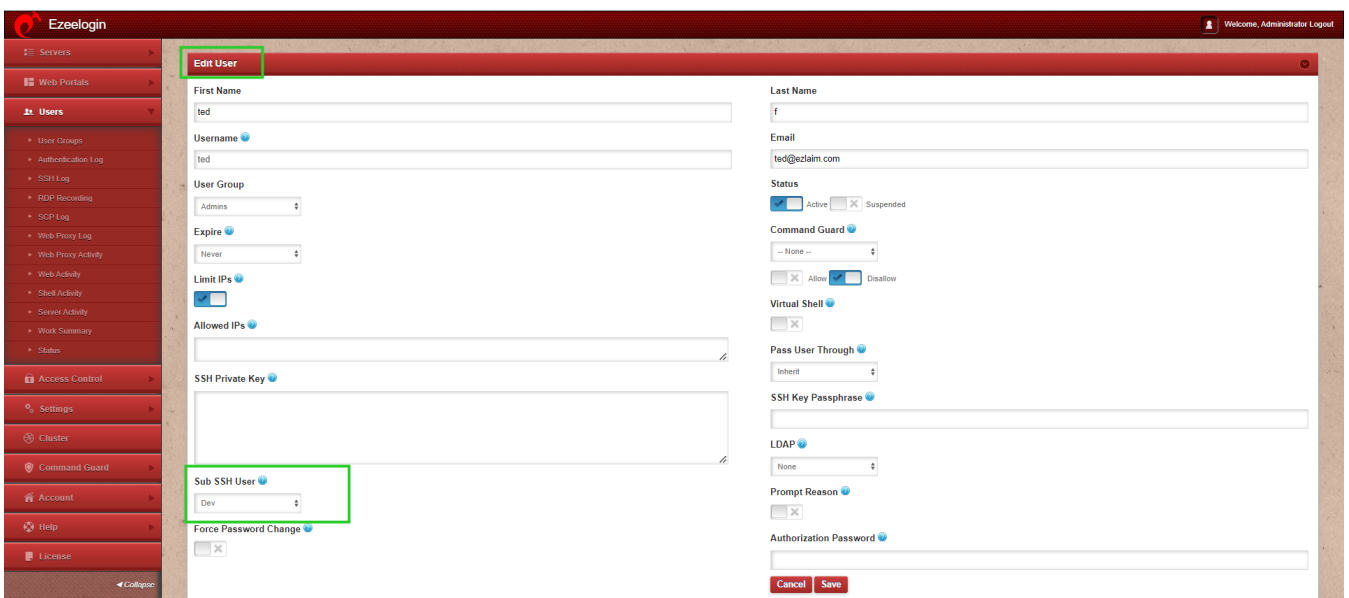 Ezeelogin
Welcome, Administrator Logout
Servers
Web Portals
Users
User Groups
Authentication Log
SSH Log
RDP Recording
SCP Log
Web Proxy Log
Web Proxy Activity
Web Activity
Shell Activity
Server Activity
Work Summary
Status
Access Control
Settings
Cluster
Command Guard
Account
Help
License
Collapse
Edit User
First Name
ted
Username
ted
User Group
Admins
Expire
Never
Limit IPs
Allowed IPs
SSH Private Key
Sub SSH User
Dev
Force Password Change
Last Name
f
Email
ted@ezlaim.com
Status
Active Suspended
Command Guard
-- None --
Allow Disallow
Virtual Shell
Pass User Through
Inherit
SSH Key Passphrase
LDAP
None
Prompt Reason
Authorization Password
Cancel Save